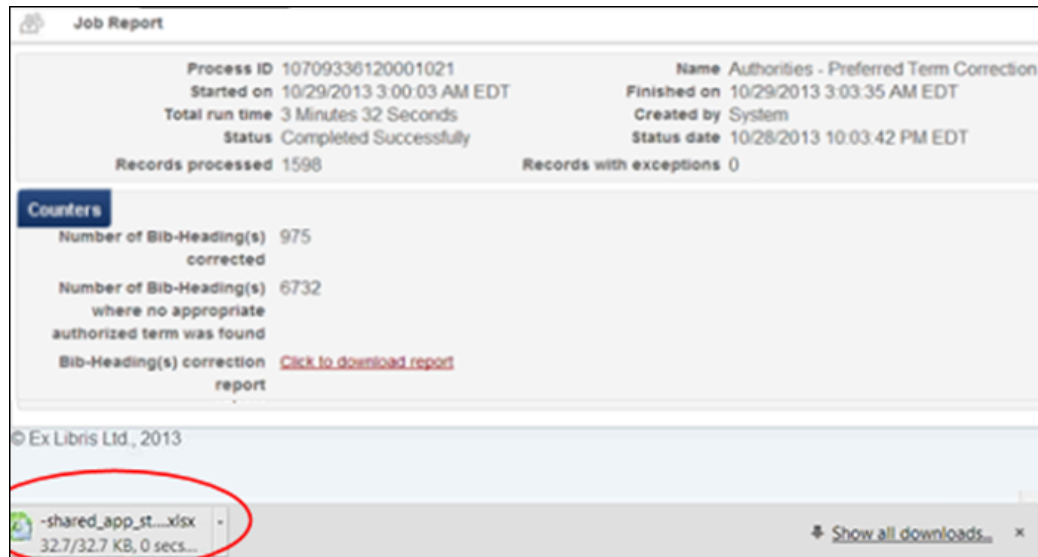 Job Report
Process ID 10709336120001021 Name Authorities - Preferred Term Correction
Started on 10/29/2013 3:00:03 AM EDT Finished on 10/29/2013 3:03:35 AM EDT
Total run time 3 Minutes 32 Seconds Created by System
Status Completed Successfully Status date 10/28/2013 10:03:42 PM EDT
Records processed 1598 Records with exceptions 0
Counters
Number of Bib-Heading(s) 975
corrected
Number of Bib-Heading(s) 6732
where no appropriate
authorized term was found
Bib-Heading(s) correction Click to download report
report
© Ex Libris Ltd., 2013
-shared_app_st....xlsx
32.7/32.7 KB, 0 secs...
Show all downloads...